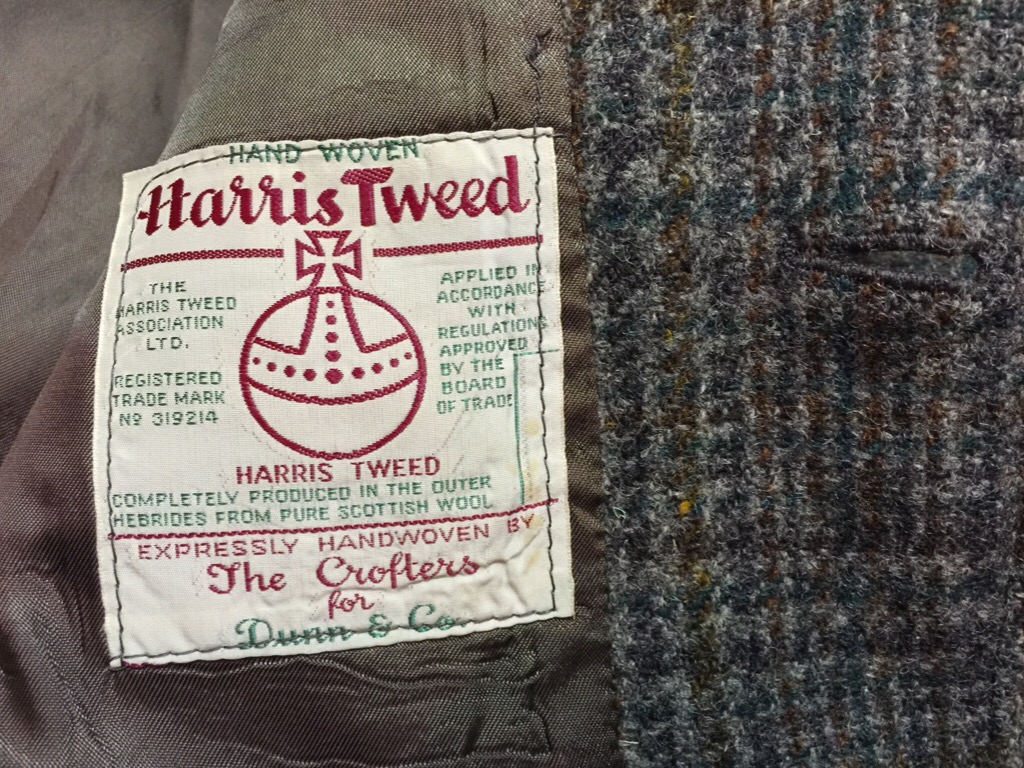 HAND WOVEN
Harris Tweed
THE
HARRIS TWEED
ASSOCIATION
LTD.
REGISTERED
TRADE MARK
Nº 319214
APPLIED IN
ACCORDANCE
WITH
REGULATIONS
APPROVED
BY THE
BOARD
OF TRADE
HARRIS TWEED
COMPLETELY PRODUCED IN THE OUTER
HEBRIDES FROM PURE SCOTTISH WOOL
EXPRESSLY HANDWOVEN BY
The Crofters
for
Dunn & Co.